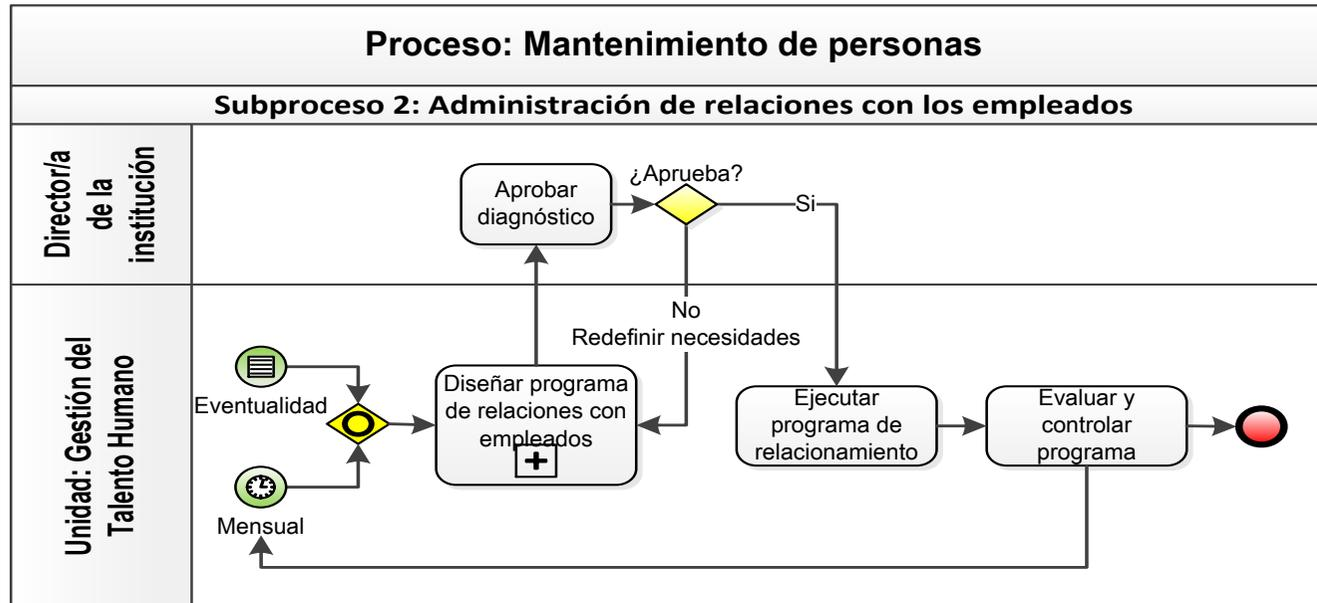 Proceso: Mantenimiento de personas
Subproceso 2: Administración de relaciones con los empleados
Director/a
de la
institución
Aprobar
diagnóstico
¿Aprueba?
Si
No
Redefinir necesidades
Unidad: Gestión del
Talento Humano
Eventualidad
Mensual
Diseñar programa
de relaciones con
empleados
Ejecutar
programa de
relacionamiento
Evaluar y
controlar
programa